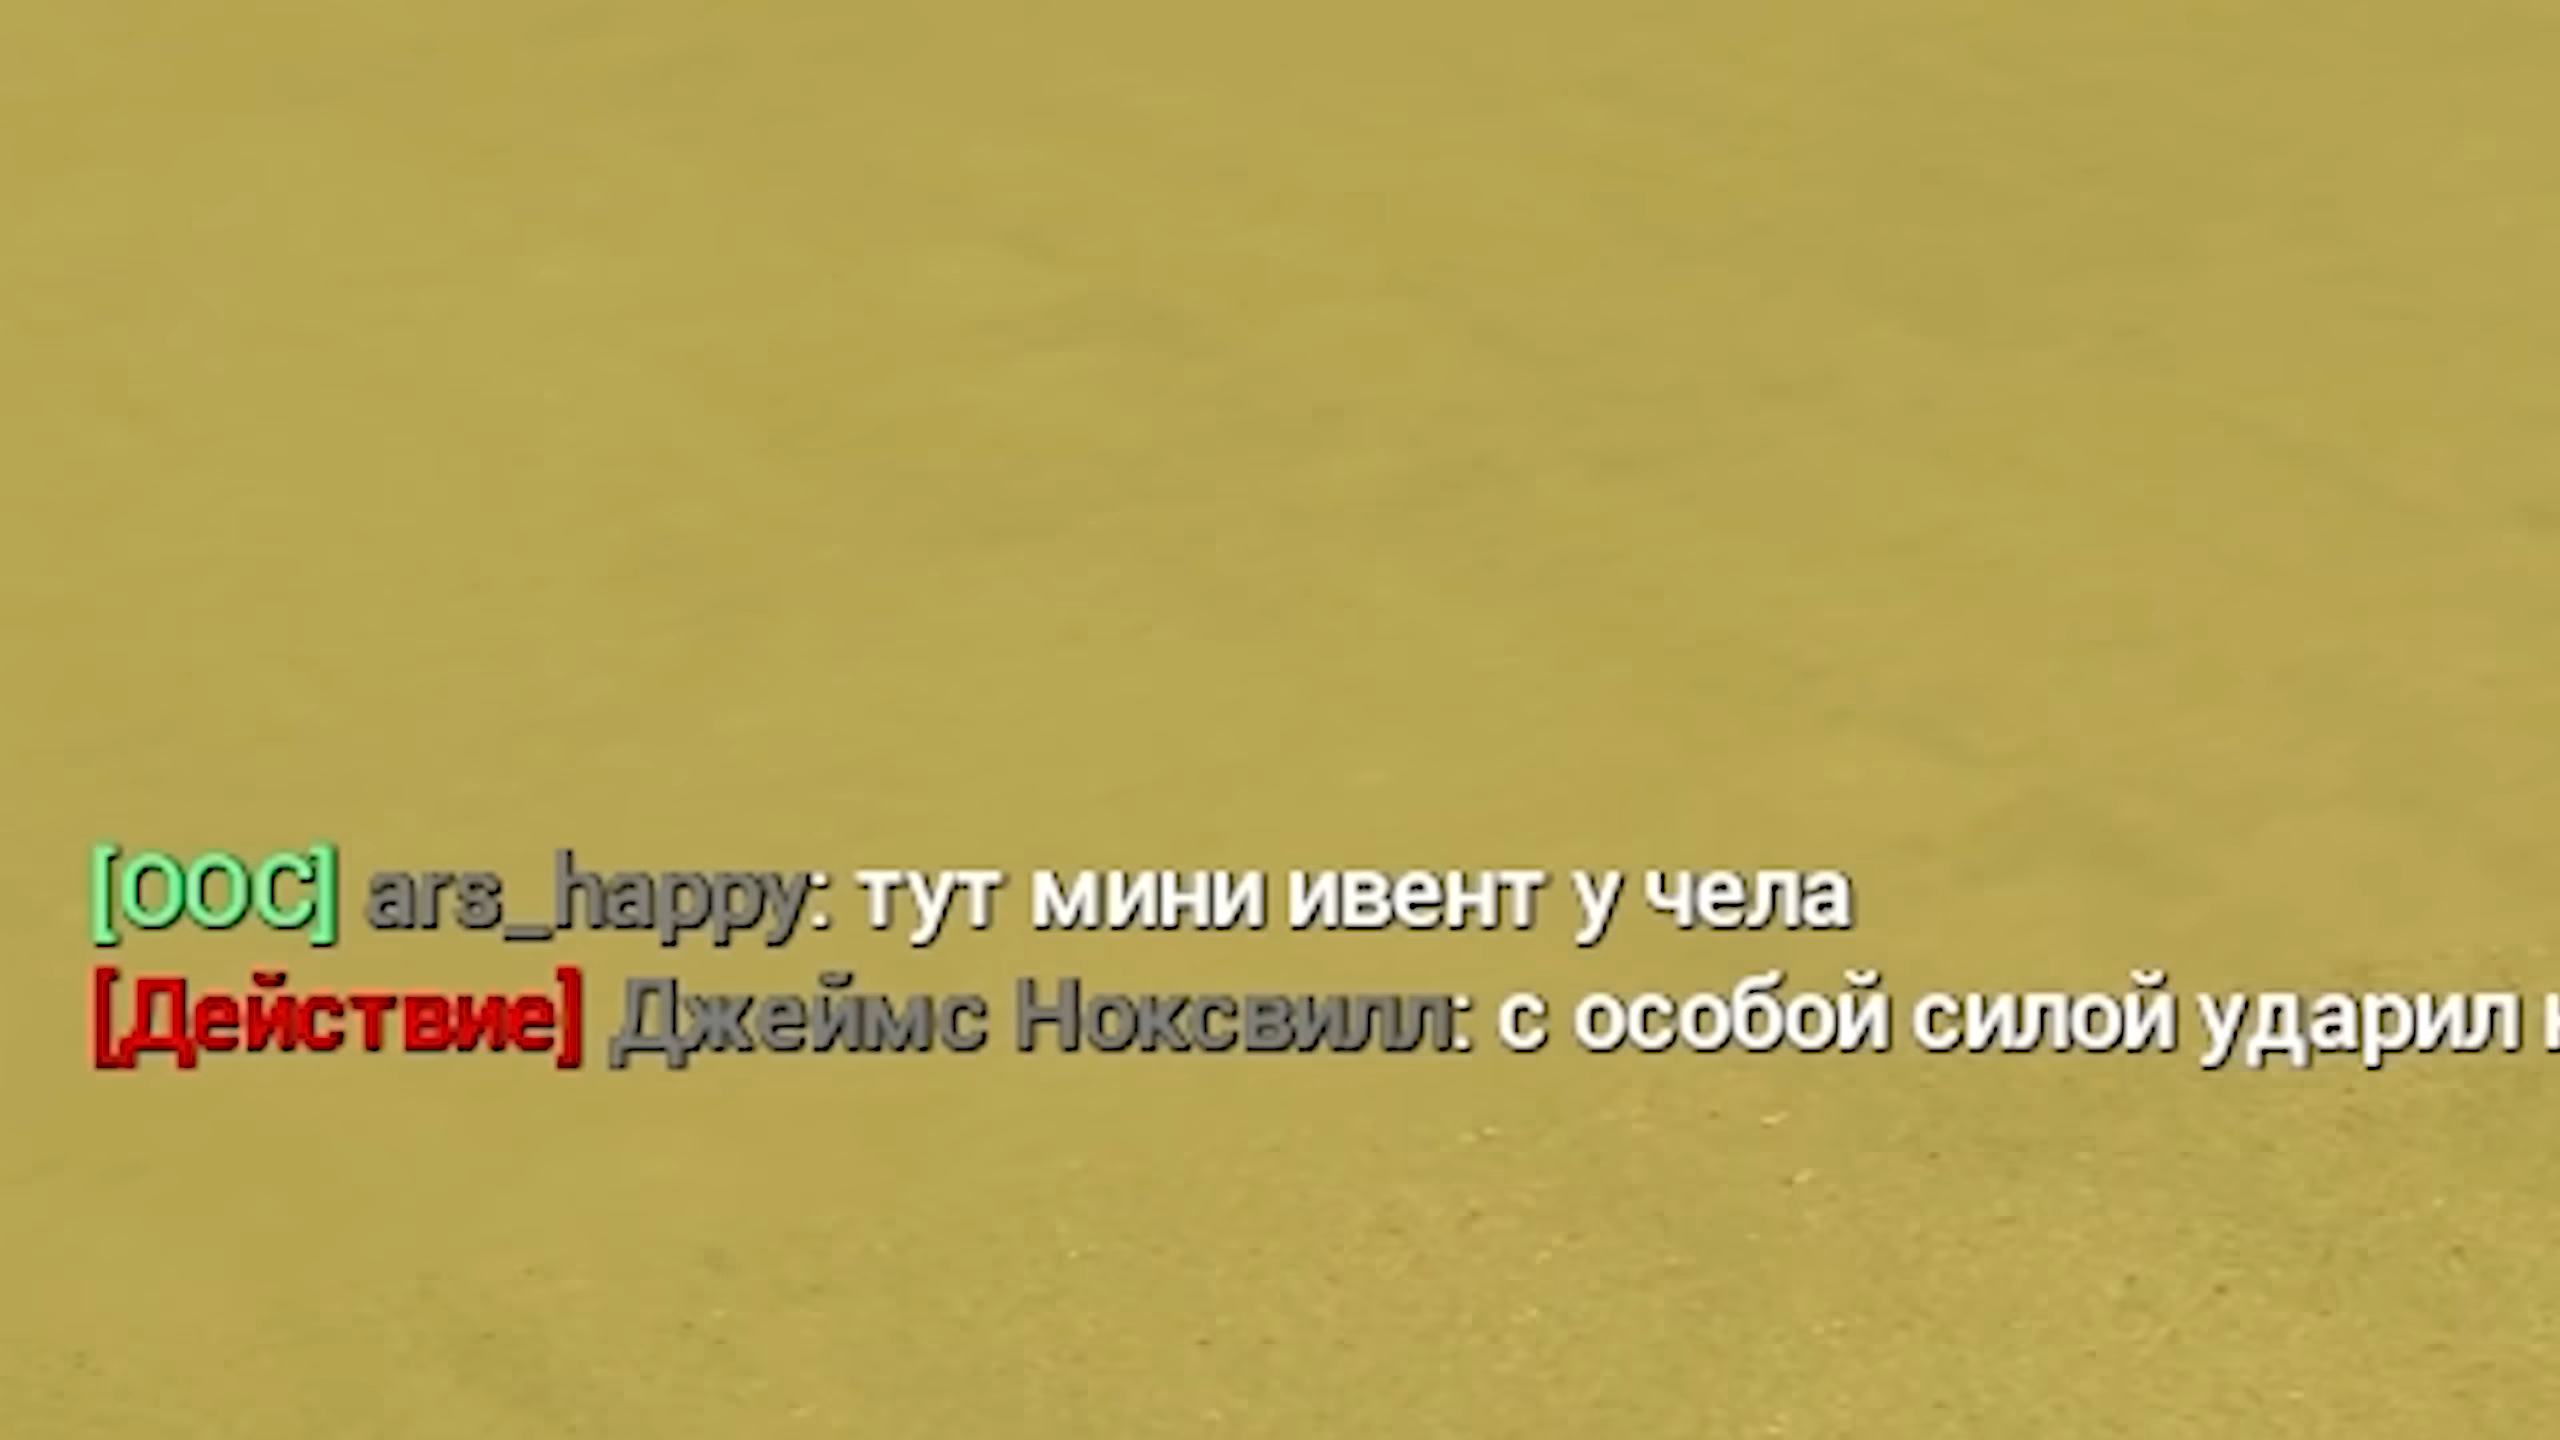 [OOC] ars_happy: тут мини ивент у чела
[Действие] Джеймс Ноксвилл: с особой силой ударил